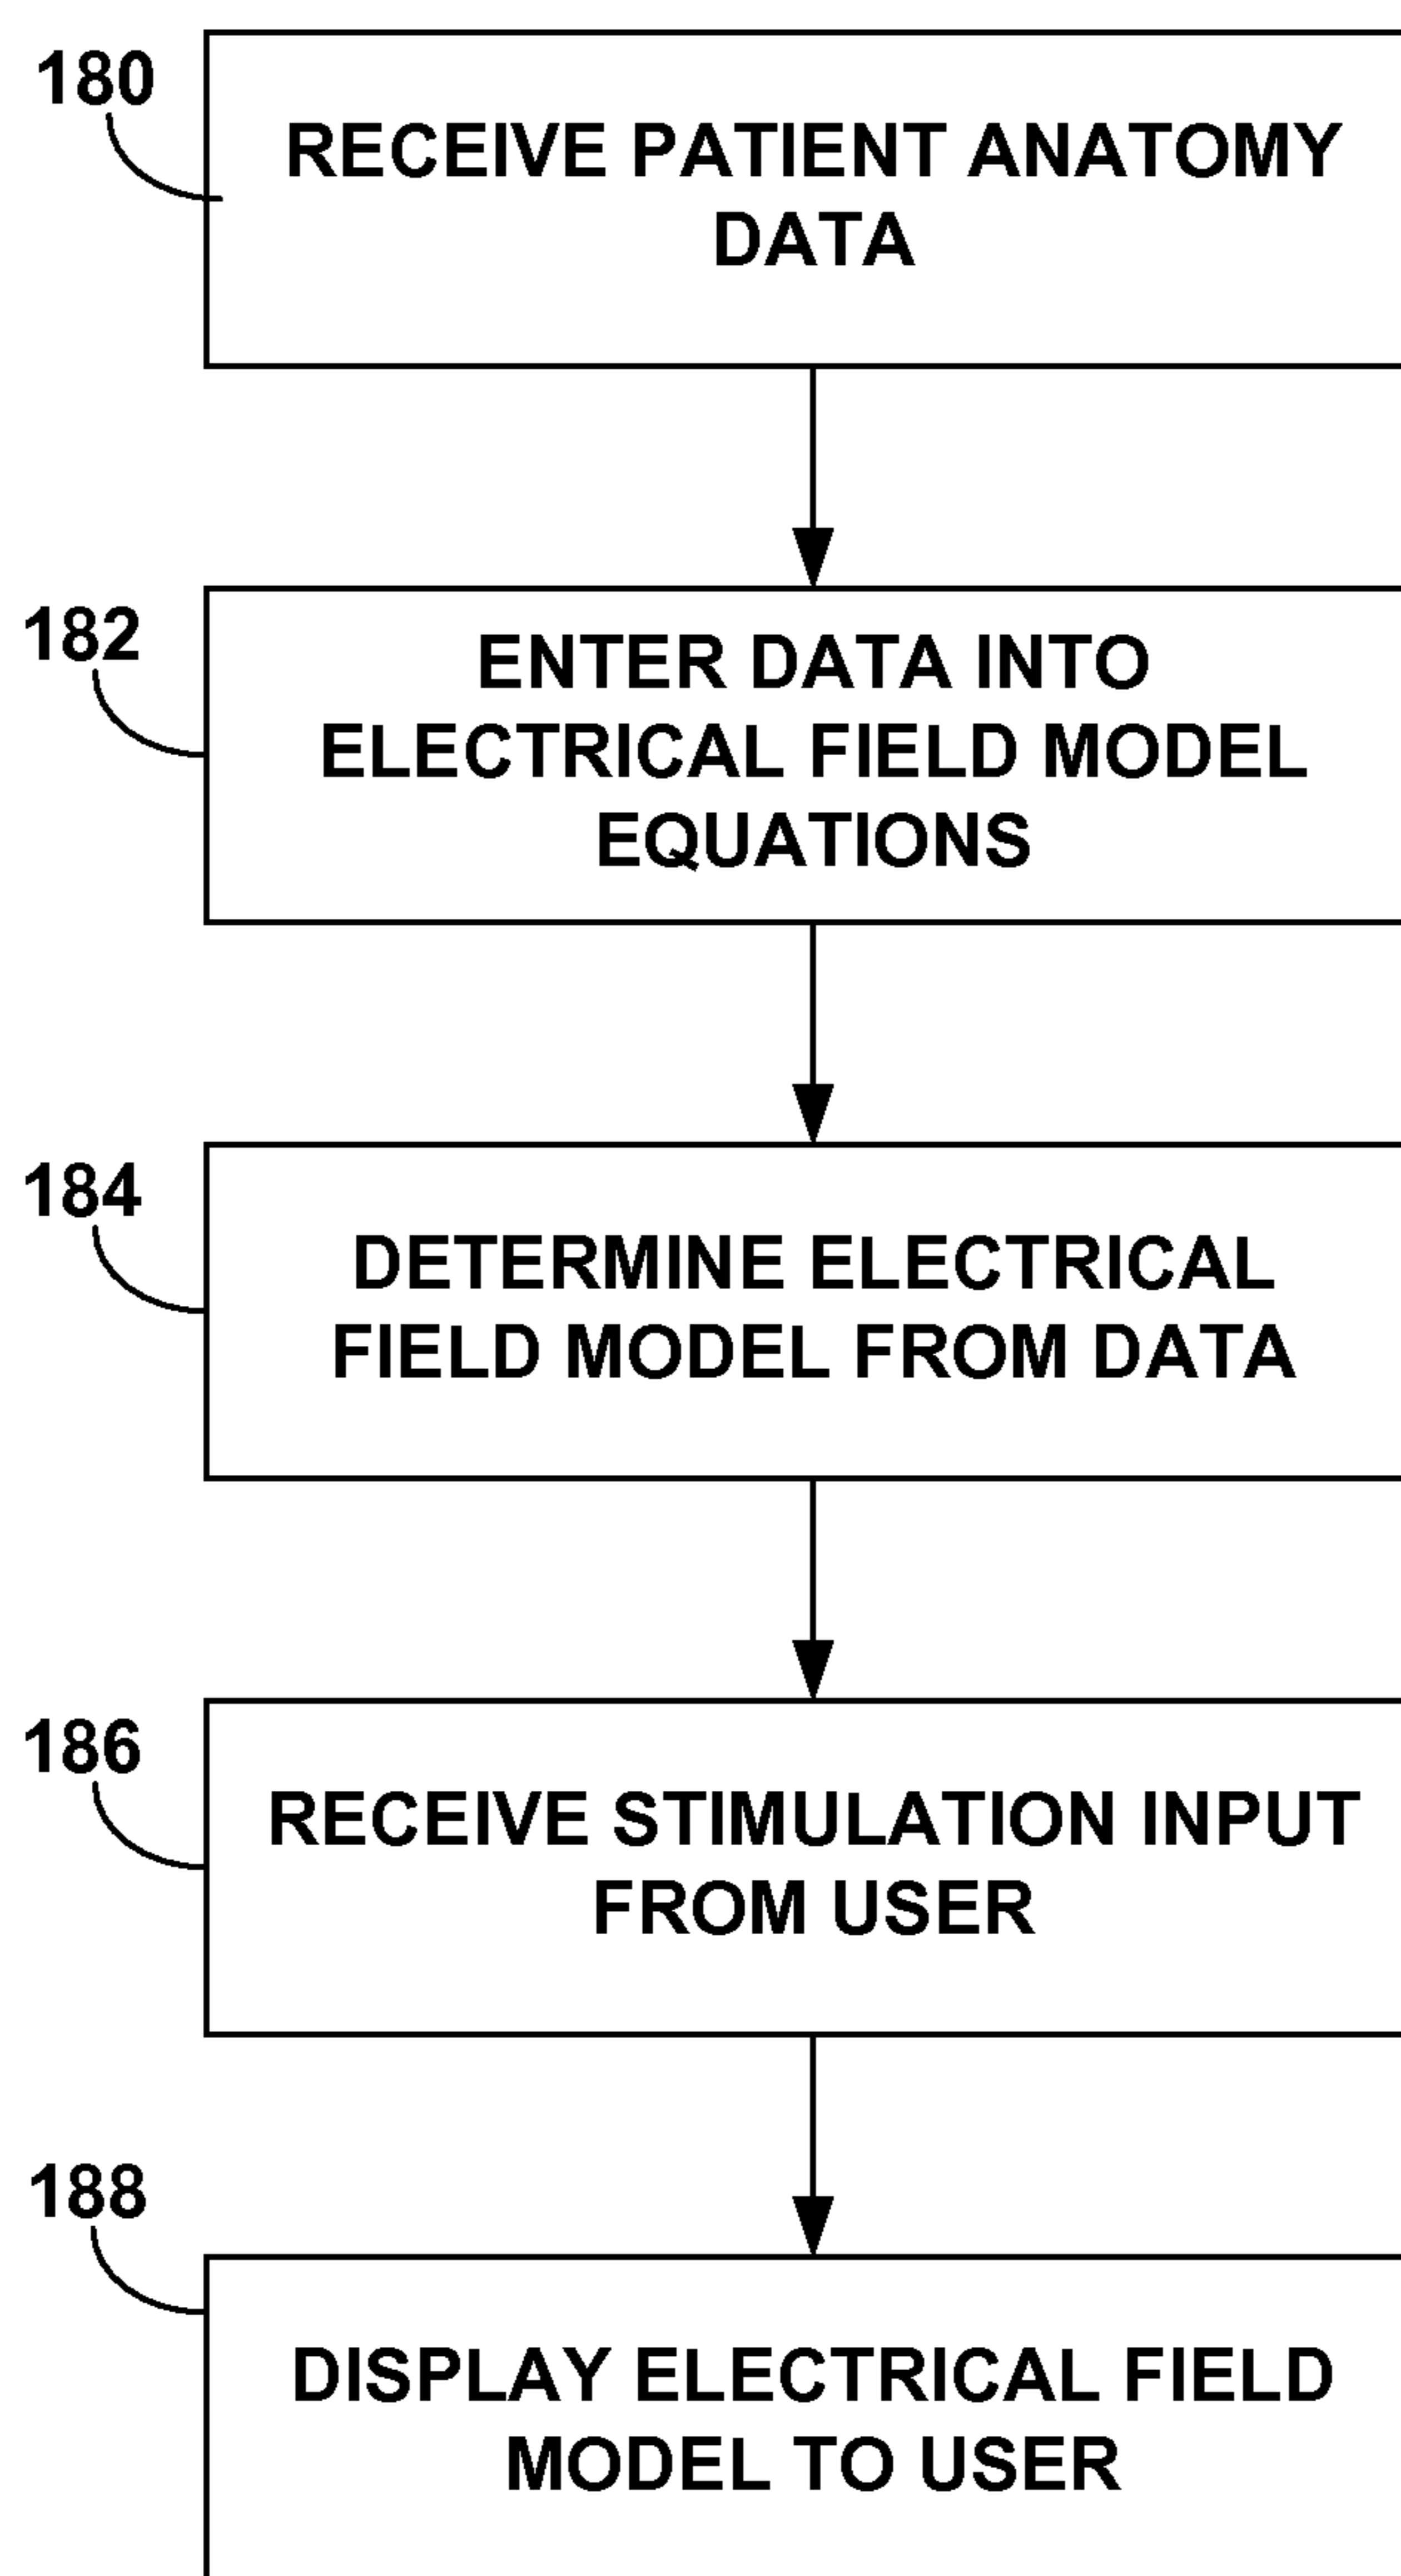 180
RECEIVE PATIENT ANATOMY
DATA
182
ENTER DATA INTO
ELECTRICAL FIELD MODEL
EQUATIONS
184
DETERMINE ELECTRICAL
FIELD MODEL FROM DATA
186
RECEIVE STIMULATION INPUT
FROM USER
188
DISPLAY ELECTRICAL FIELD
MODEL TO USER